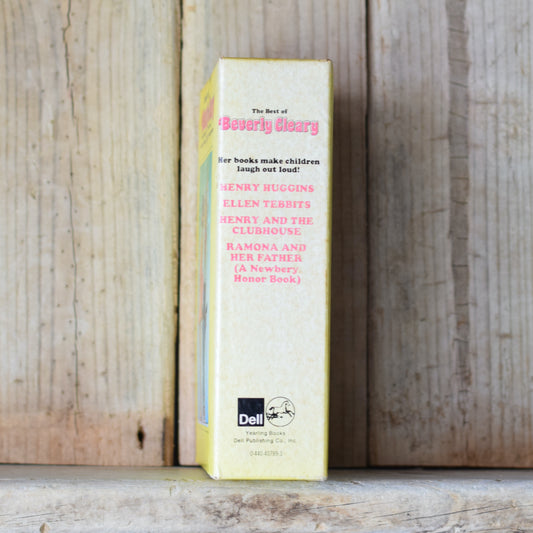 The Best of
Beverly Cleary
Her books make children
laugh out loud!
HENRY HUGGINS
ELLEN TEBBITS
HENRY AND THE
CLUBHOUSE
RAMONA AND
HER FATHER
(A Newbery
Honor Book)
Dell
Yearling Books
Dell Publishing Co., Inc.